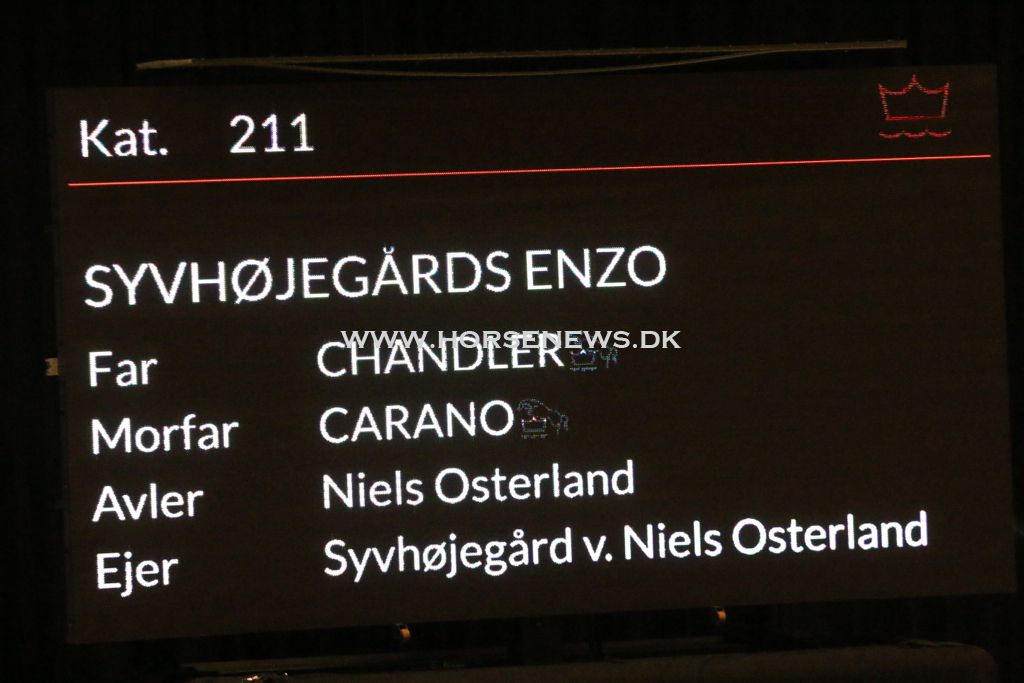 Kat. 211
SYVHØJEGÅRDS ENZO
WWW.HORSENEWS.DK
Far CHANDLER
Morfar CARANO
Avler Niels Osterland
Ejer Syvhøjegård v. Niels Osterland